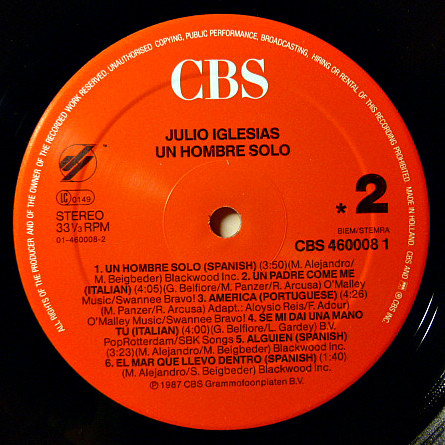 ALL RIGHTS OF THE PRODUCER AND OF THE OWNER OF THE RECORDED WORK RESERVED. UNAUTHORISED COPYING, PUBLIC PERFORMANCE, BROADCASTING, HIRING OR RENTAL OF THIS RECORDING PROHIBITED. MADE IN HOLLAND. CBS AND ® CBS INC.
CBS
JULIO IGLESIAS
UN HOMBRE SOLO
LC 0149
STEREO
33⅓ RPM
01-460008-2
* 2
BIEM/STEMRA
CBS 460008 1
1. UN HOMBRE SOLO (SPANISH) (3:50)(M. Alejandro/
M. Beigbeder) Blackwood Inc. 2. UN PADRE COME ME
(ITALIAN) (4:05)(G. Belfiore/M. Panzer/R. Arcusa) O'Malley
Music/Swannee Bravo! 3. AMERICA (PORTUGUESE) (4:26)
(M. Panzer/R. Arcusa) Adapt.: Aloysio Reis/F. Adour)
O'Malley Music/Swannee Bravo! 4. SE MI DAI UNA MANO
TU (ITALIAN) (4:00)(G. Belfiore/L. Gardey) B.V.
PopRotterdam/SBK Songs 5. ALGUIEN (SPANISH)
(3:23)(M. Alejandro/M. Beigbeder) Blackwood Inc.
6. EL MAR QUE LLEVO DENTRO (SPANISH) (1:40)
(M. Alejandro/S. Beigbeder) Blackwood Inc.
℗ 1987 CBS Grammofoonplaten B.V.